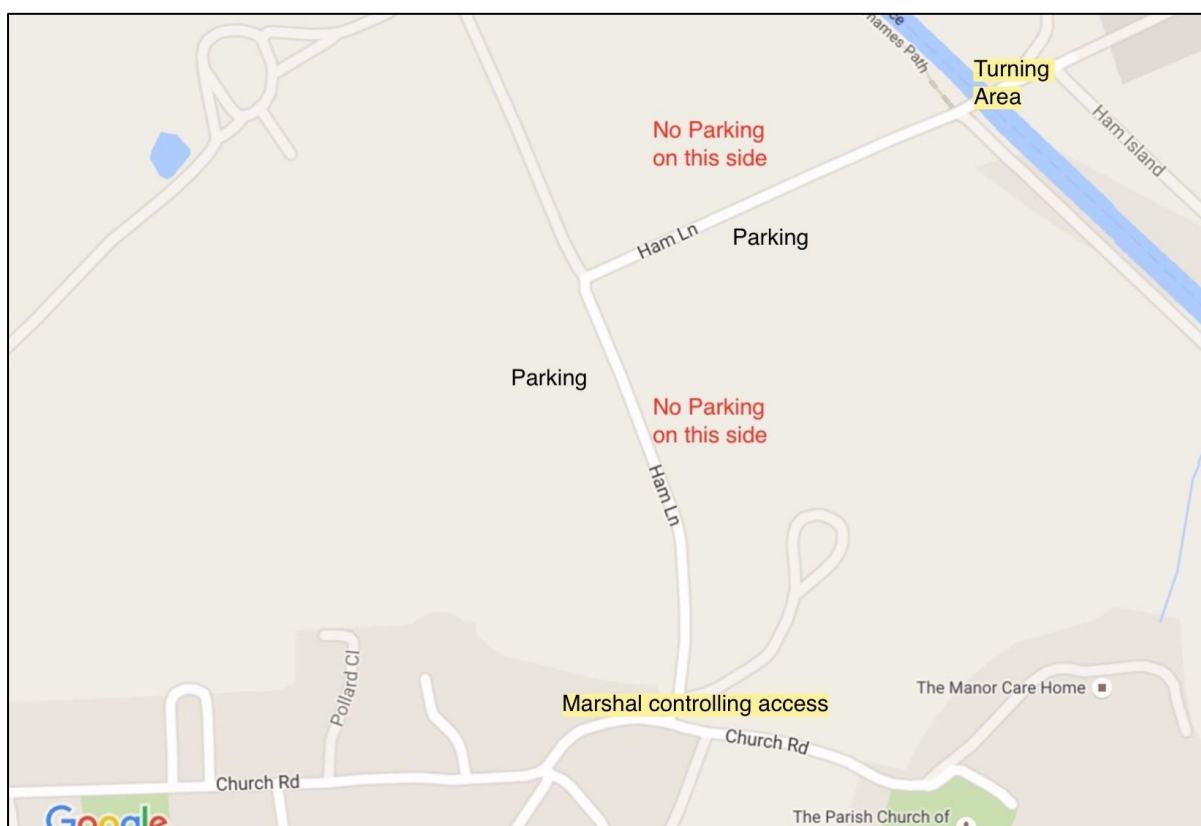 Thames Path
Turning
Area
No Parking
on this side
Ham Island
Ham Ln
Parking
Parking
No Parking
on this side
Ham Ln
Pollard Cl
The Manor Care Home
Marshal controlling access
Church Rd
Church Rd
Google
The Parish Church of